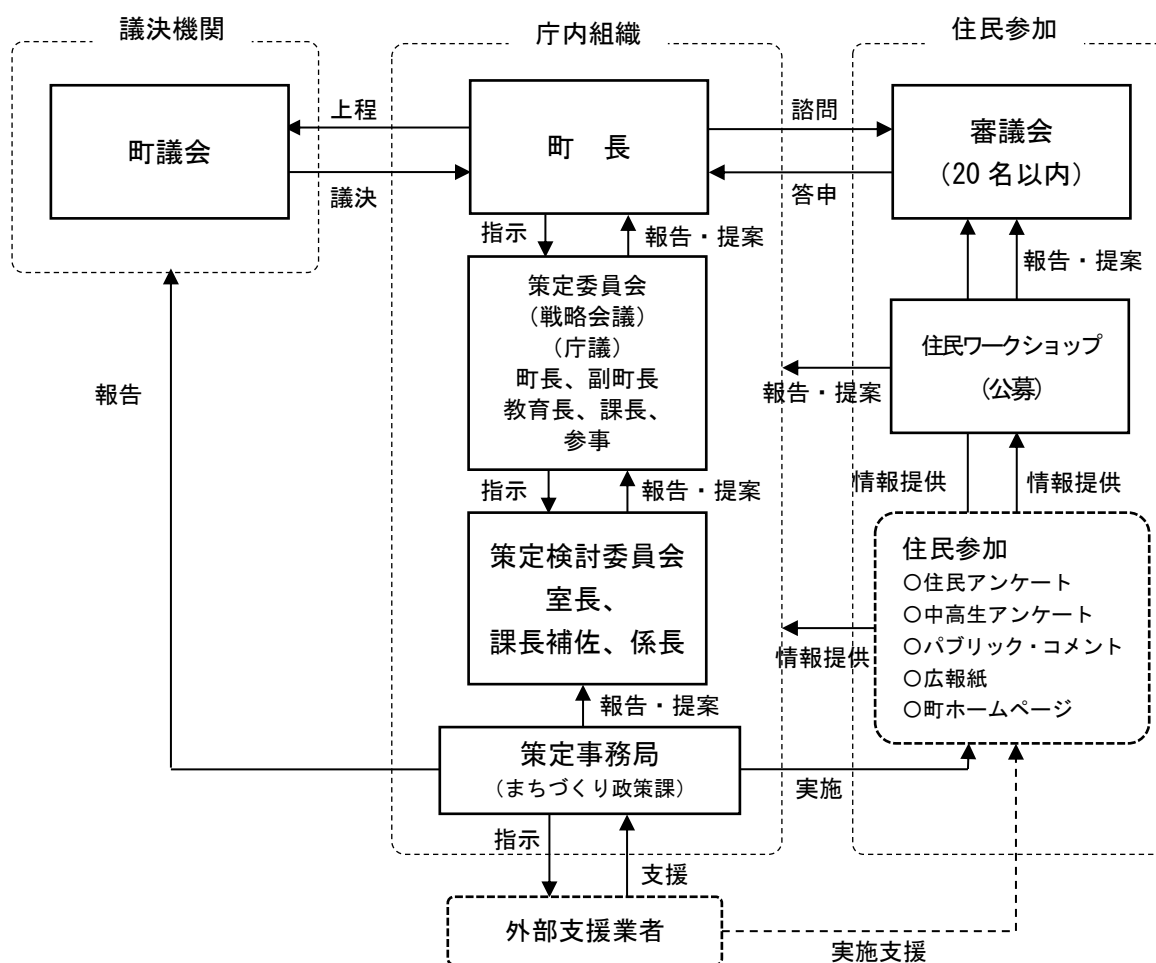 議決機関
庁内組織
住民参加
町議会
上程
議決
町　長
諮問
答申
審議会
（20 名以内）
指示
報告・提案
報告・提案
策定委員会
（戦略会議）
（庁議）
町長、副町長
教育長、課長、
参事
住民ワークショップ
（公募）
報告・提案
報告
指示
報告・提案
情報提供
情報提供
策定検討委員会
室長、
課長補佐、係長
住民参加
○住民アンケート
○中高生アンケート
○パブリック・コメント
○広報紙
○町ホームページ
情報提供
報告・提案
策定事務局
（まちづくり政策課）
実施
指示
支援
外部支援業者
実施支援